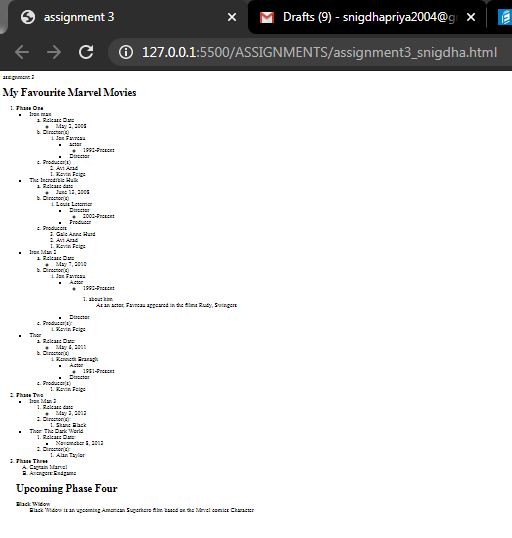 assignment 3
Drafts (9) - snigdhapriya2004@g
127.0.0.1:5500/ASSIGNMENTS/assignment3_snigdha.html
assignment 3
My Favourite Marvel Movies
1. Phase One
Iron man
a. Release Date
May 2, 2008
b. Director(s)
i. Jon Favreau
actor
1992-Present
Director
c. Producer(s)
2. Avi Arad
1. Kevin Feige
The Incredible Hulk
a. Release date
June 13, 2008
b. Director(s)
i. Louis Leterrier
Director
2002-Present
Producer
c. Producers
3. Gale Anne Hurd
2. Avi Arad
1. Kevin Feige
Iron Man 2
a. Release Date
May 7, 2010
b. Director(s)
i. Jon Favreau
Actor
1992-Present
1. about him
As an actor, Favreau appeared in the films Rudy, Swingers
Director
c. Producer(s)
i. Kevin Feige
Thor
a. Release Date
May 6, 2011
b. Director(s)
i. Kenneth Branagh
Actor
1981-Present
Director
c. Producer(s)
1. Kevin Feige
2. Phase Two
Iron Man 3
1. Release date
May 3, 2013
2. Director(s)
1. Shane Black
Thor: The Dark World
1. Release Date
November 8, 2013
2. Director(s)
1. Alan Taylor
3. Phase Three
A. Captain Marvel
B. Avengers:Endgame
Upcoming Phase Four
Black Widow
Black Widow is an upcoming American Superhero film based on the Mrvel comics Character